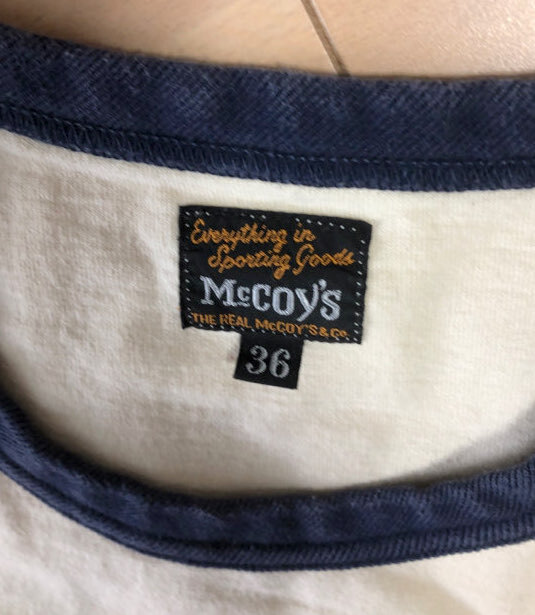 Everything in
Sporting Goods
McCOY'S
THE REAL McCOY'S & Co.
36